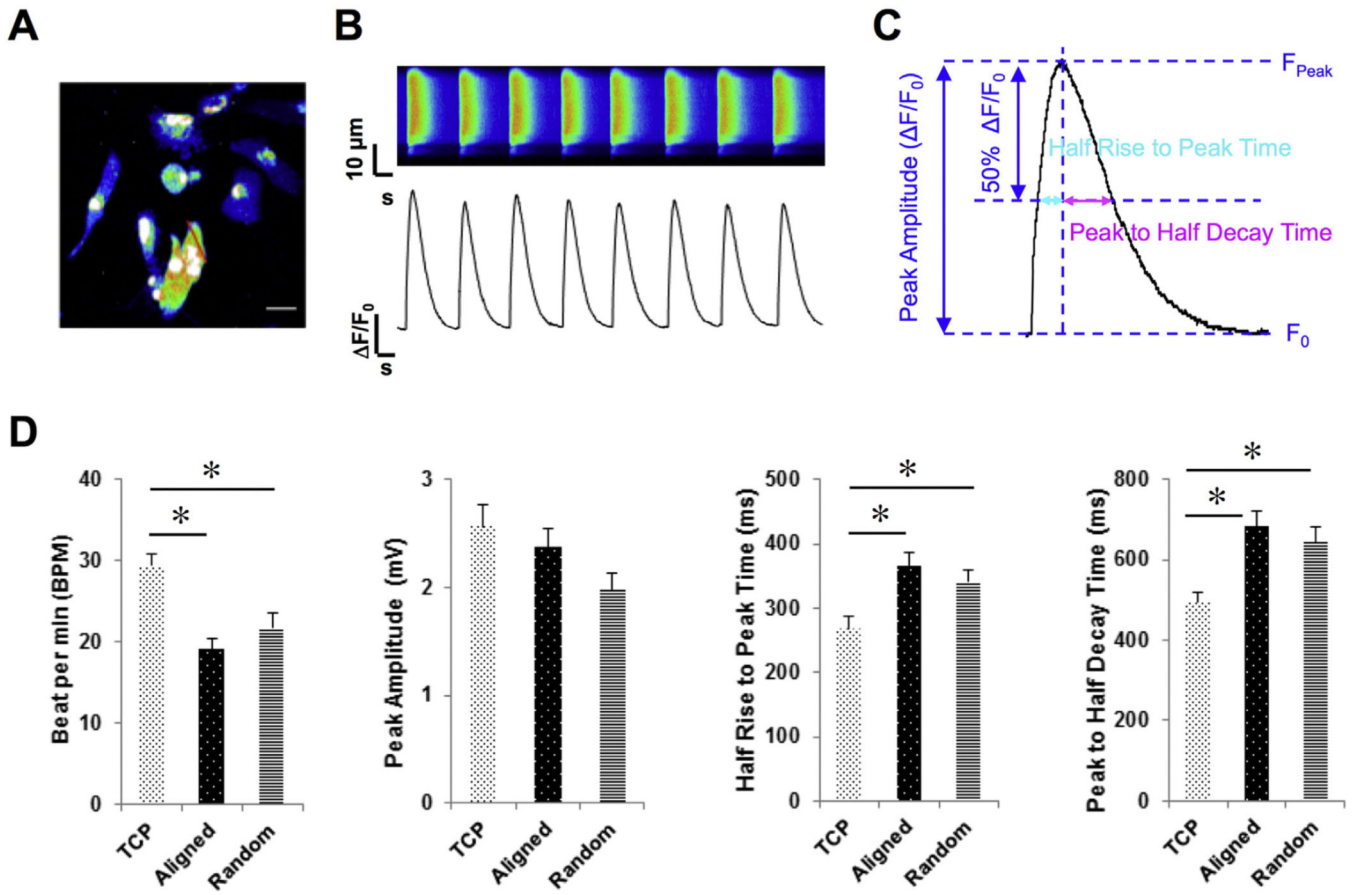 A
B
10 µm
s
ΔF/F0
s
C
Peak Amplitude (ΔF/F0)
50% ΔF/F0
FPeak
Half Rise to Peak Time
Peak to Half Decay Time
F0
D
Beat per min (BPM)
40
30
20
10
0
*
*
TCP
Aligned
Random
Peak Amplitude (mV)
3
2
1
0
TCP
Aligned
Random
Half Rise to Peak Time (ms)
500
400
300
200
100
0
*
*
TCP
Aligned
Random
Peak to Half Decay Time (ms)
800
600
400
200
0
*
*
TCP
Aligned
Random